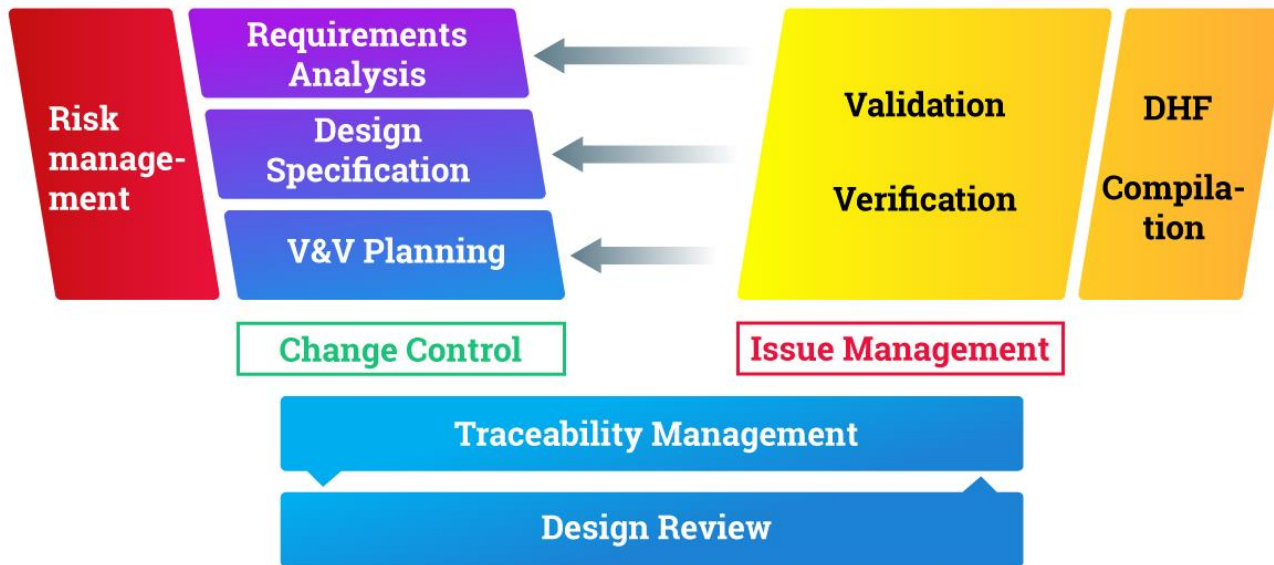 Risk
manage-
ment
Requirements
Analysis
Design
Specification
V&V Planning
Validation
Verification
DHF
Compila-
tion
Change Control
Issue Management
Traceability Management
Design Review